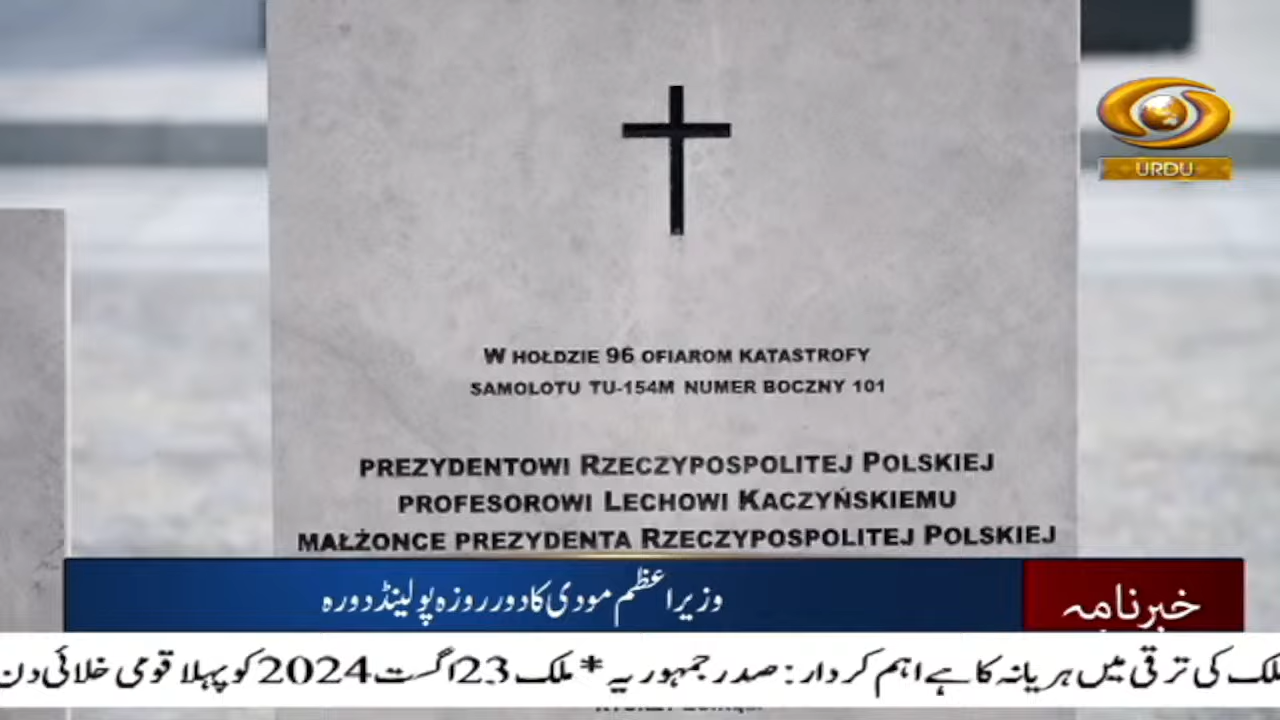 URDU
W HOŁDZIE 96 OFIAROM KATASTROFY
SAMOLOTU TU-154M NUMER BOCZNY 101
PREZYDENTOWI RZECZYPOSPOLITEJ POLSKIEJ
PROFESOROWI LECHOWI KACZYŃSKIEMU
MAŁŻONCE PREZYDENTA RZECZYPOSPOLITEJ POLSKIEJ
خبرنامہ
وزیراعظم مودی کا دو روزہ پولینڈ دورہ
ملک کی ترقی میں ہریانہ کا ہے اہم کردار: صدر جمہوریہ * ملک 23 اگست 2024 کو پہلا قومی خلائی دن